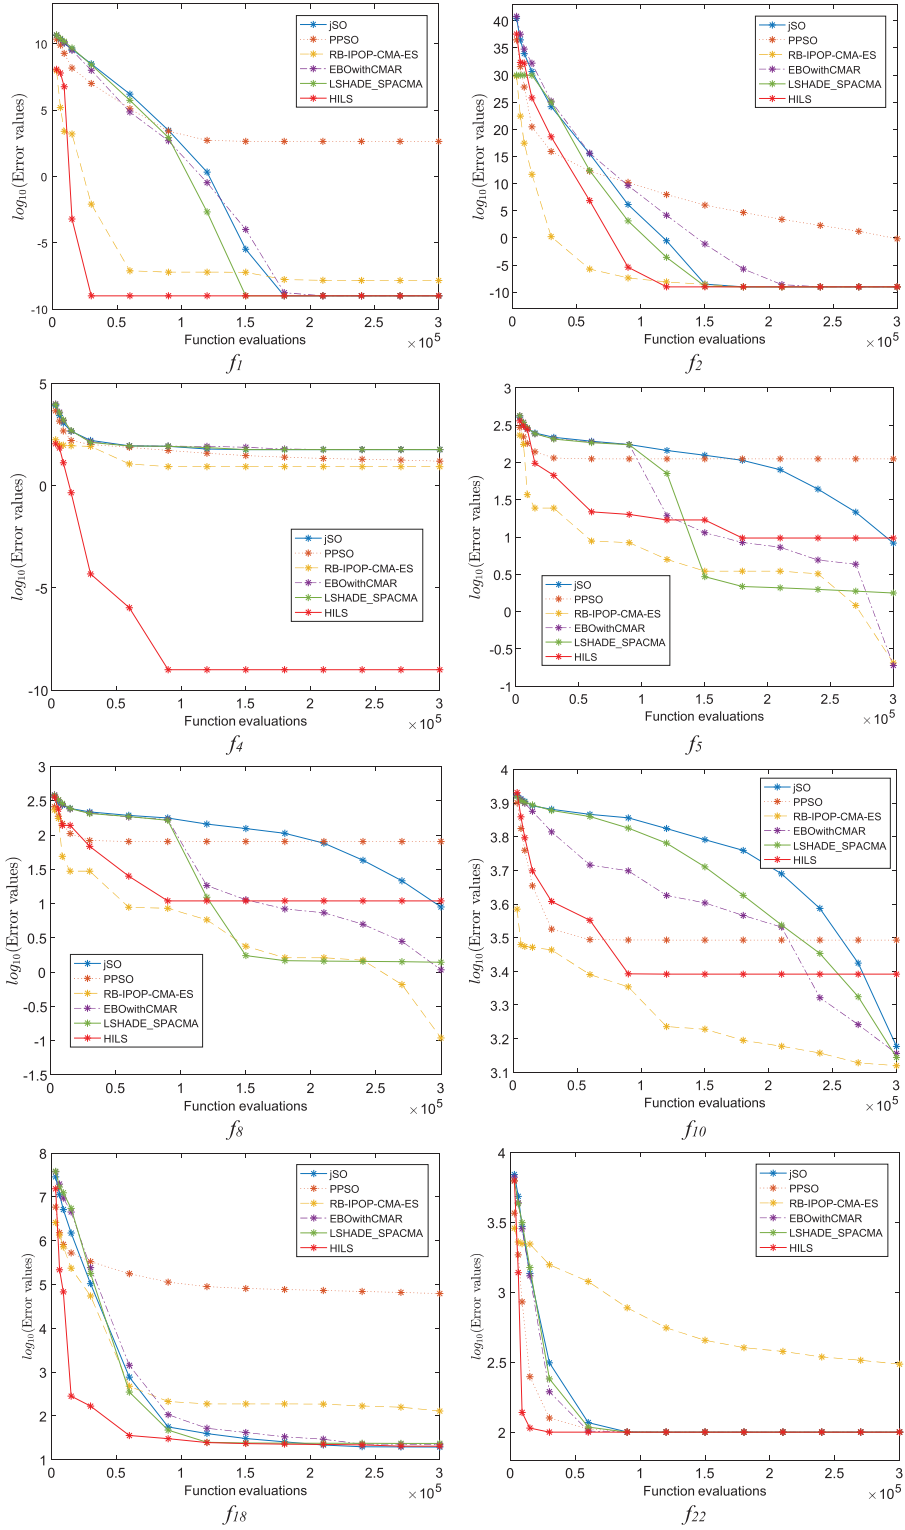 10
5
0
-5
-10
log10(Error values)
0 0.5 1 1.5 2 2.5 3
Function evaluations
×10^5
jSO
PPSO
RB-IPOP-CMA-ES
EBOwithCMAR
LSHADE_SPACMA
HILS
f1
40
35
30
25
20
15
10
5
0
-5
-10
log10(Error values)
0 0.5 1 1.5 2 2.5 3
Function evaluations
×10^5
jSO
PPSO
RB-IPOP-CMA-ES
EBOwithCMAR
LSHADE_SPACMA
HILS
f2
5
0
-5
-10
log10(Error values)
0 0.5 1 1.5 2 2.5 3
Function evaluations
×10^5
jSO
PPSO
RB-IPOP-CMA-ES
EBOwithCMAR
LSHADE_SPACMA
HILS
f4
3
2.5
2
1.5
1
0.5
0
-0.5
-1
log10(Error values)
0 0.5 1 1.5 2 2.5 3
Function evaluations
×10^5
jSO
PPSO
RB-IPOP-CMA-ES
EBOwithCMAR
LSHADE_SPACMA
HILS
f5
3
2.5
2
1.5
1
0.5
0
-0.5
-1
-1.5
log10(Error values)
0 0.5 1 1.5 2 2.5 3
Function evaluations
×10^5
jSO
PPSO
RB-IPOP-CMA-ES
EBOwithCMAR
LSHADE_SPACMA
HILS
f8
4
3.9
3.8
3.7
3.6
3.5
3.4
3.3
3.2
3.1
log10(Error values)
0 0.5 1 1.5 2 2.5 3
Function evaluations
×10^5
jSO
PPSO
RB-IPOP-CMA-ES
EBOwithCMAR
LSHADE_SPACMA
HILS
f10
8
7
6
5
4
3
2
1
log10(Error values)
0 0.5 1 1.5 2 2.5 3
Function evaluations
×10^5
jSO
PPSO
RB-IPOP-CMA-ES
EBOwithCMAR
LSHADE_SPACMA
HILS
f18
4
3.5
3
2.5
2
log10(Error values)
0 0.5 1 1.5 2 2.5 3
Function evaluations
×10^5
jSO
PPSO
RB-IPOP-CMA-ES
EBOwithCMAR
LSHADE_SPACMA
HILS
f22